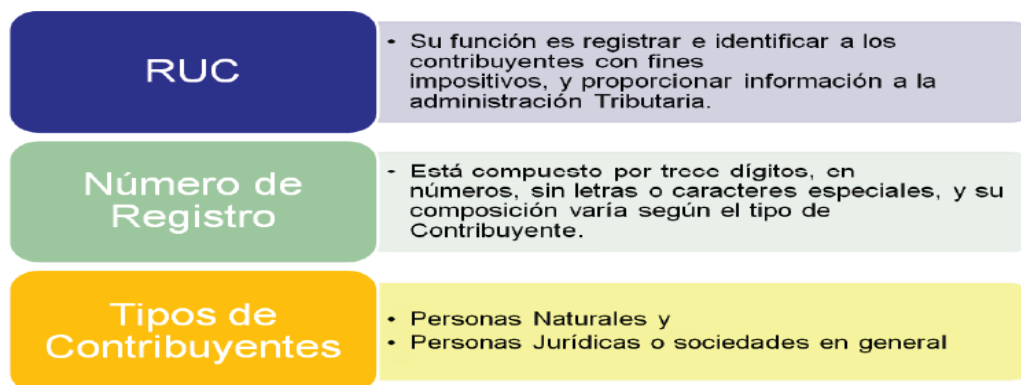 RUC
• Su función es registrar e identificar a los
contribuyentes con fines
impositivos, y proporcionar información a la
administración Tributaria.
Número de
Registro
• Está compuesto por trece dígitos, en
números, sin letras o caracteres especiales, y su
composición varía según el tipo de
Contribuyente.
Tipos de
Contribuyentes
• Personas Naturales y
• Personas Jurídicas o sociedades en general